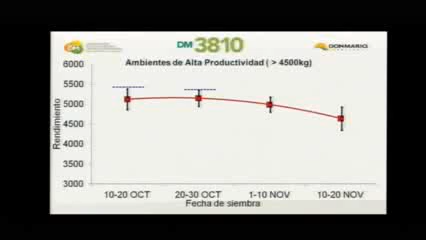 DM
DM 3810
DONMARIO
Ambientes de Alta Productividad ( > 4500kg)
Rendimiento
6000
5500
5000
4500
4000
3500
3000
10-20 OCT
20-30 OCT
1-10 NOV
10-20 NOV
Fecha de siembra